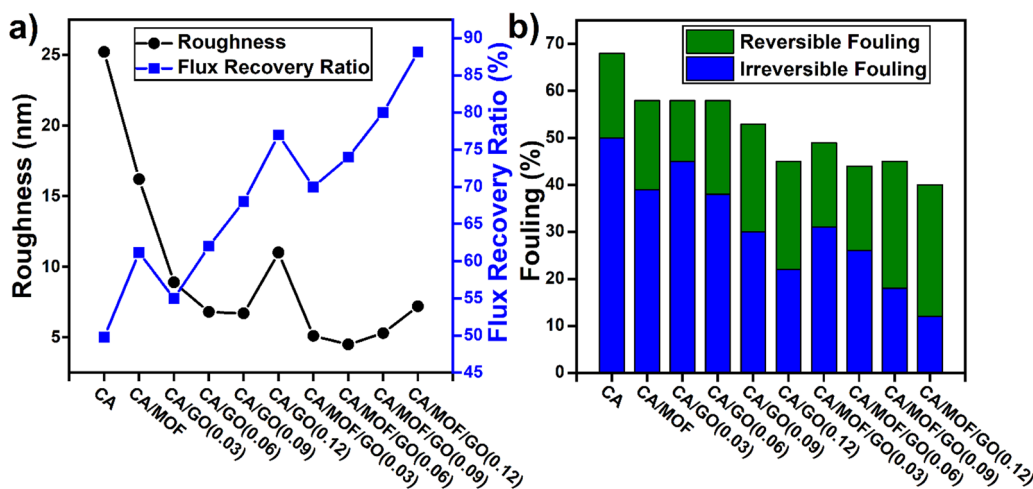 a)
Roughness
Flux Recovery Ratio
Roughness (nm)
25
20
15
10
5
90
85
80
75
70
65
60
55
50
45
Flux Recovery Ratio (%)
CA
CA/MOF
CA/GO(0.03)
CA/GO(0.06)
CA/GO(0.09)
CA/GO(0.12)
CA/MOF/GO(0.03)
CA/MOF/GO(0.06)
CA/MOF/GO(0.09)
CA/MOF/GO(0.12)
b)
Reversible Fouling
Irreversible Fouling
Fouling (%)
70
60
50
40
30
20
10
0
CA
CA/MOF
CA/GO(0.03)
CA/GO(0.06)
CA/GO(0.09)
CA/GO(0.12)
CA/MOF/GO(0.03)
CA/MOF/GO(0.06)
CA/MOF/GO(0.09)
CA/MOF/GO(0.12)